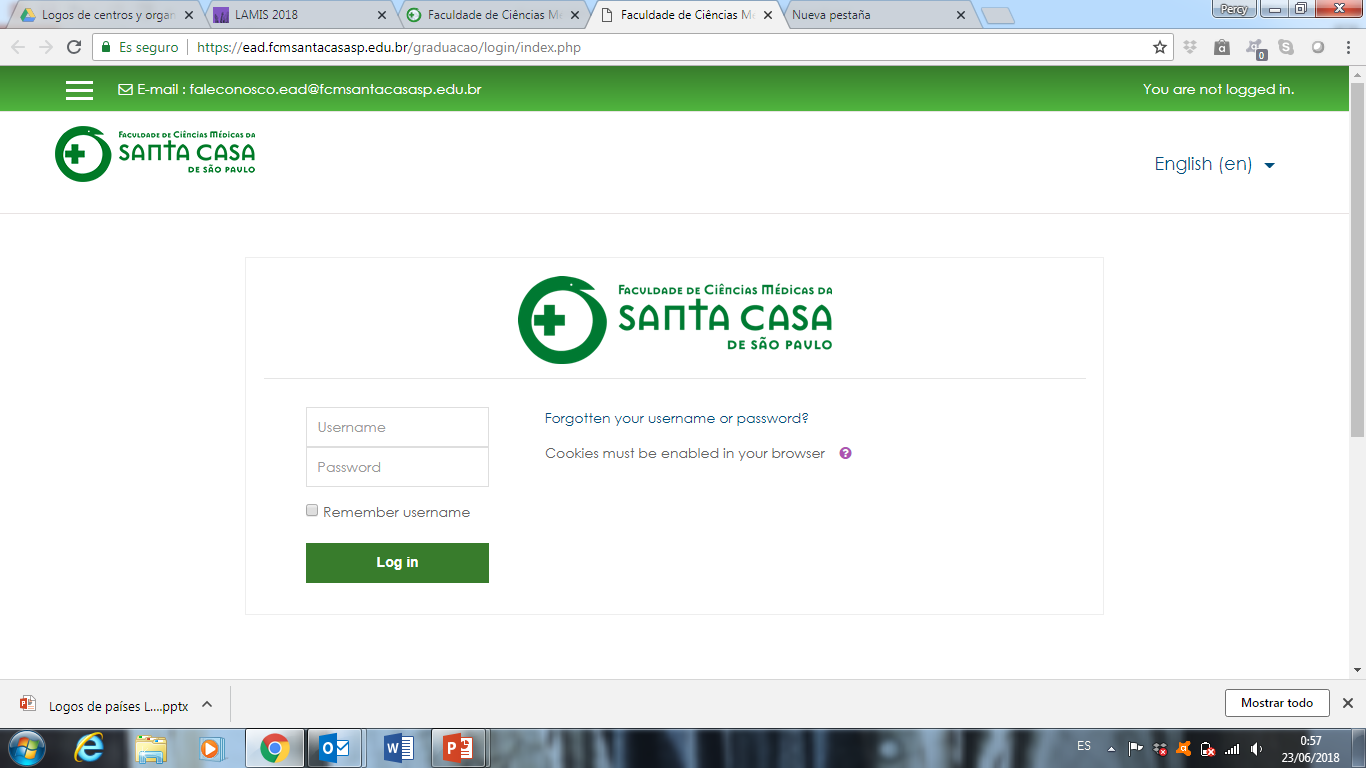 Logos de centros y organ
LAMIS 2018
Faculdade de Ciências Me
Faculdade de Ciências Me
Nueva pestaña
Percy
Es seguro
https://ead.fcmsantacasasp.edu.br/graduacao/login/index.php
0
E-mail : faleconosco.ead@fcmsantacasasp.edu.br
You are not logged in.
Faculdade de Ciências Médicas da
Santa Casa
de São Paulo
English (en)
Faculdade de Ciências Médicas da
Santa Casa
de São Paulo
Username
Forgotten your username or password?
Cookies must be enabled in your browser
Password
Remember username
Log in
Logos de países L....pptx
Mostrar todo
ES
0:57
23/06/2018